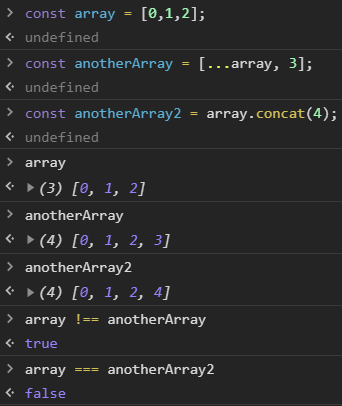 > const array = [0,1,2];
< undefined
> const anotherArray = [...array, 3];
< undefined
> const anotherArray2 = array.concat(4);
< undefined
> array
< ▶ (3) [0, 1, 2]
> anotherArray
< ▶ (4) [0, 1, 2, 3]
> anotherArray2
< ▶ (4) [0, 1, 2, 4]
> array !== anotherArray
< true
> array === anotherArray2
< false